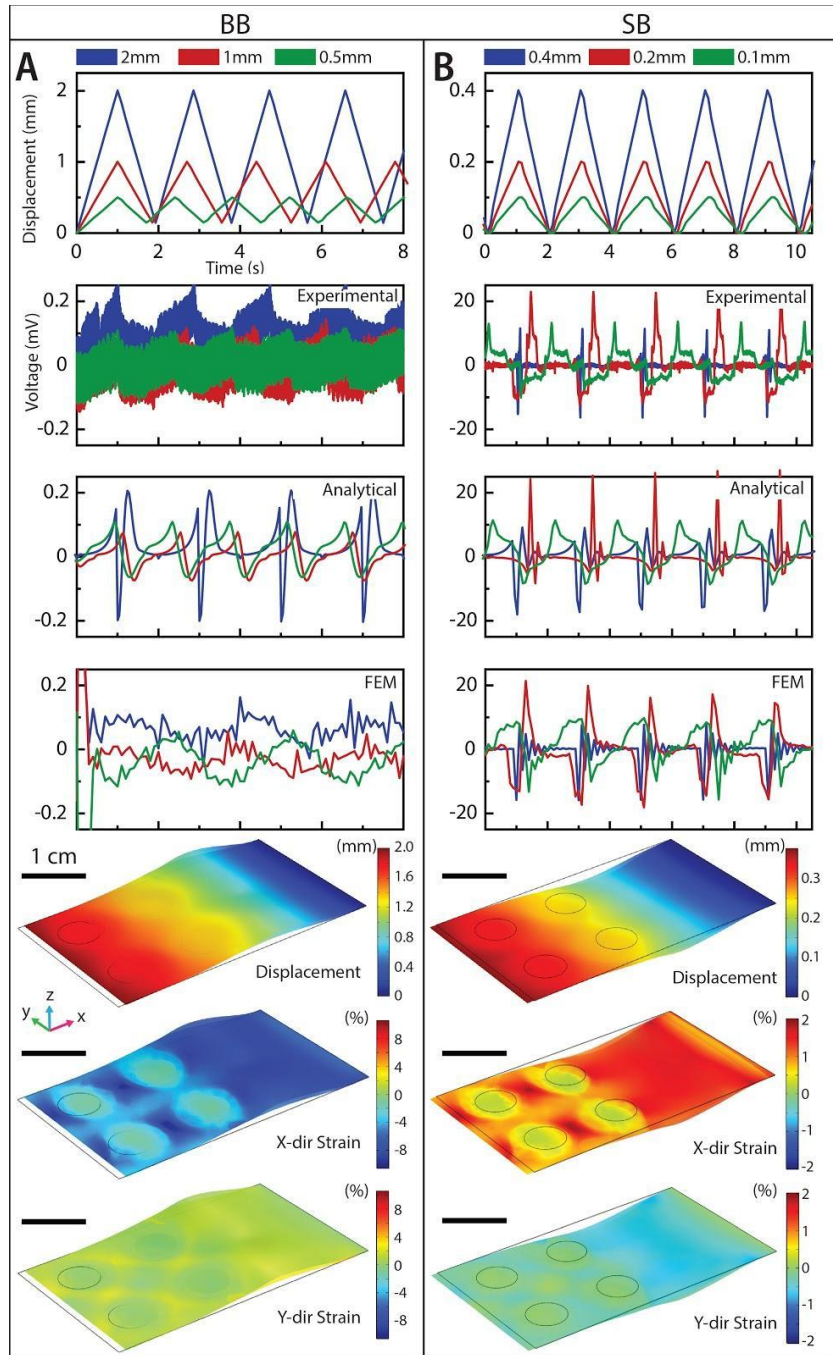 BB
SB
A
2mm 1mm 0.5mm
B
0.4mm 0.2mm 0.1mm
Displacement (mm)
2
1
0
0 2 4 6 8
Time (s)
0.4
0.2
0.0
0 2 4 6 8 10
Voltage (mV)
0.2
0
-0.2
Experimental
20
0
-20
Experimental
0.2
0
-0.2
Analytical
20
0
-20
Analytical
0.2
0
-0.2
FEM
20
0
-20
FEM
1 cm
(mm)
2.0
1.6
1.2
0.8
0.4
0
Displacement
(mm)
0.3
0.2
0.1
0
Displacement
z
y
x
(%)
8
4
0
-4
-8
X-dir Strain
(%)
2
1
0
-1
-2
X-dir Strain
(%)
8
4
0
-4
-8
Y-dir Strain
(%)
2
1
0
-1
-2
Y-dir Strain